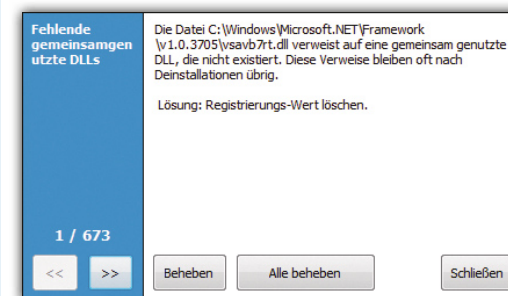 Fehlende
gemeinsamgen
utzte DLLs
Die Datei C:\Windows\Microsoft.NET\Framework
\v1.0.3705\vsavb7rt.dll verweist auf eine gemeinsam genutzte
DLL, die nicht existiert. Diese Verweise bleiben oft nach
Deinstallationen übrig.
Lösung: Registrierungs-Wert löschen.
1 / 673
<<
>>
Beheben
Alle beheben
Schließen